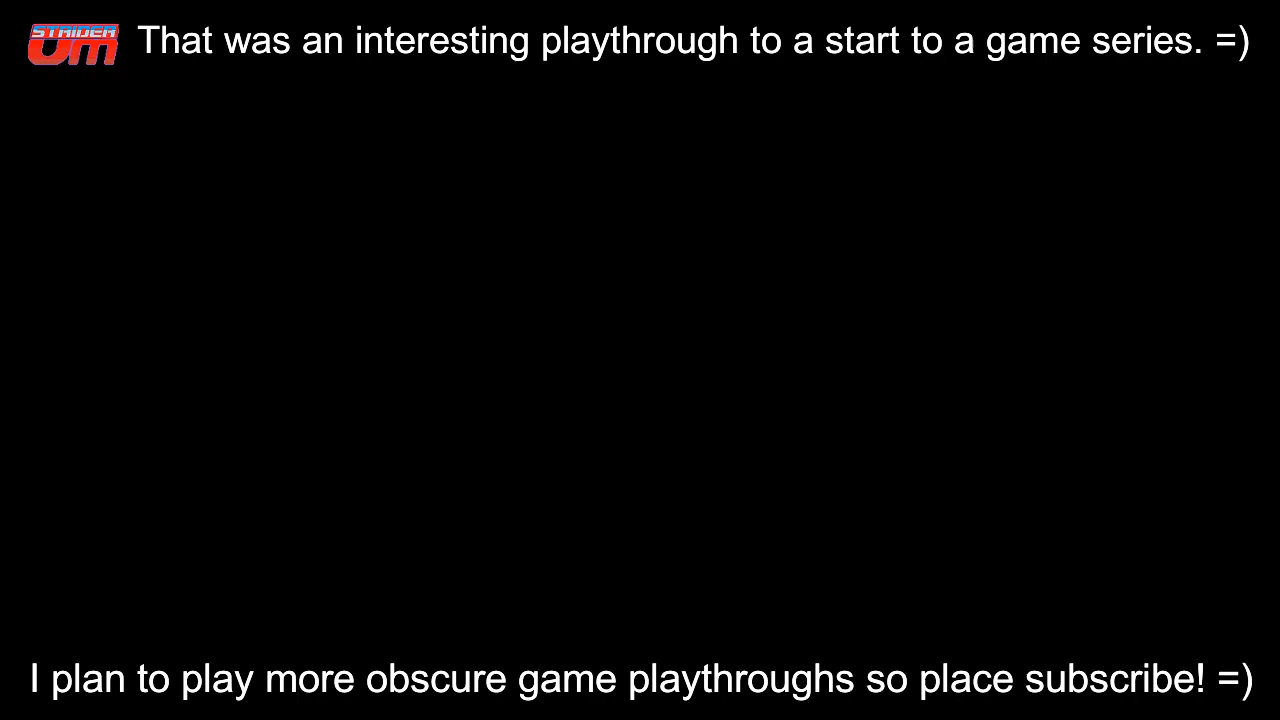 STRIDER
Um
That was an interesting playthrough to a start to a game series. =)
I plan to play more obscure game playthroughs so place subscribe! =)